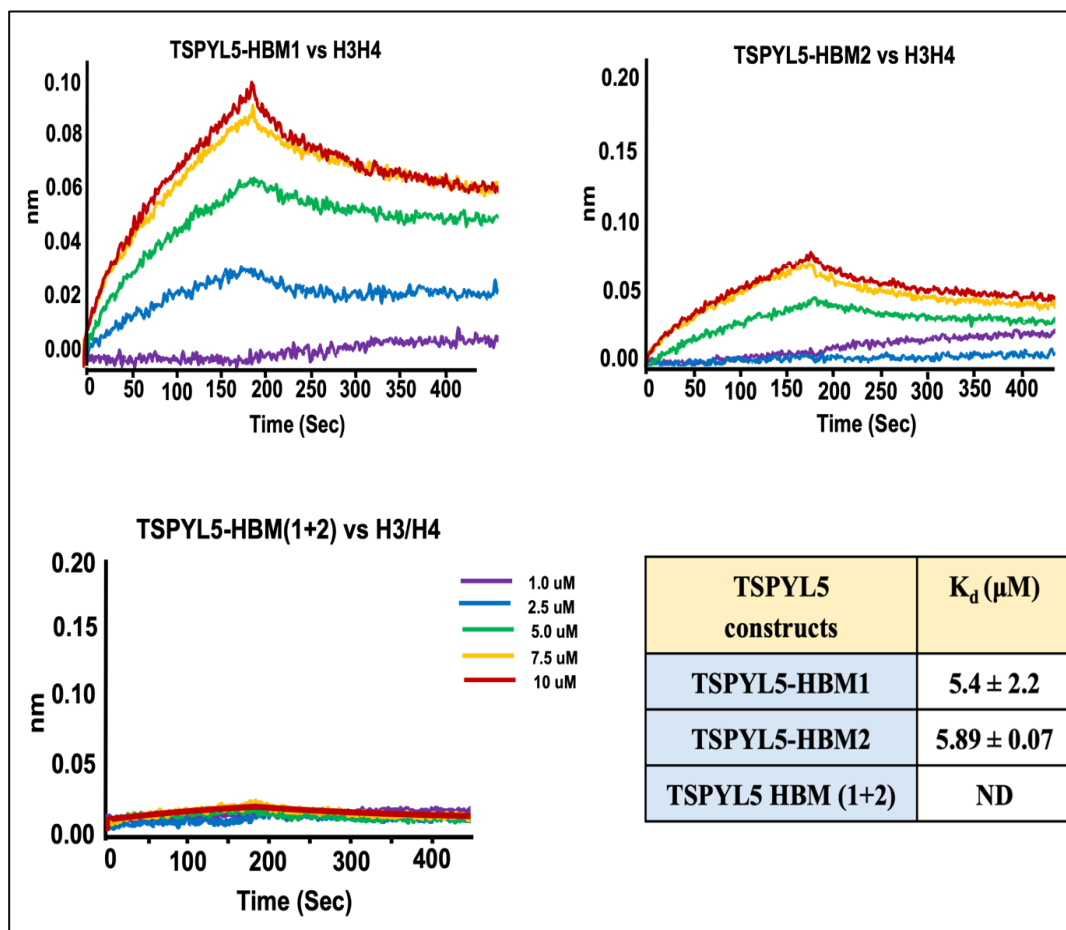 TSPYL5-HBM1 vs H3H4
0.10
0.08
0.06
0.04
0.02
0.00
nm
0 50 100 150 200 250 300 350 400
Time (Sec)
TSPYL5-HBM2 vs H3H4
0.20
0.15
0.10
0.05
0.00
nm
0 50 100 150 200 250 300 350 400
Time (Sec)
TSPYL5-HBM(1+2) vs H3/H4
0.20
0.15
0.10
0.05
0.00
nm
0 100 200 300 400
Time (Sec)
1.0 uM
2.5 uM
5.0 uM
7.5 uM
10 uM
TSPYL5 constructs
K_d (µM)
TSPYL5-HBM1
5.4 ± 2.2
TSPYL5-HBM2
5.89 ± 0.07
TSPYL5 HBM (1+2)
ND